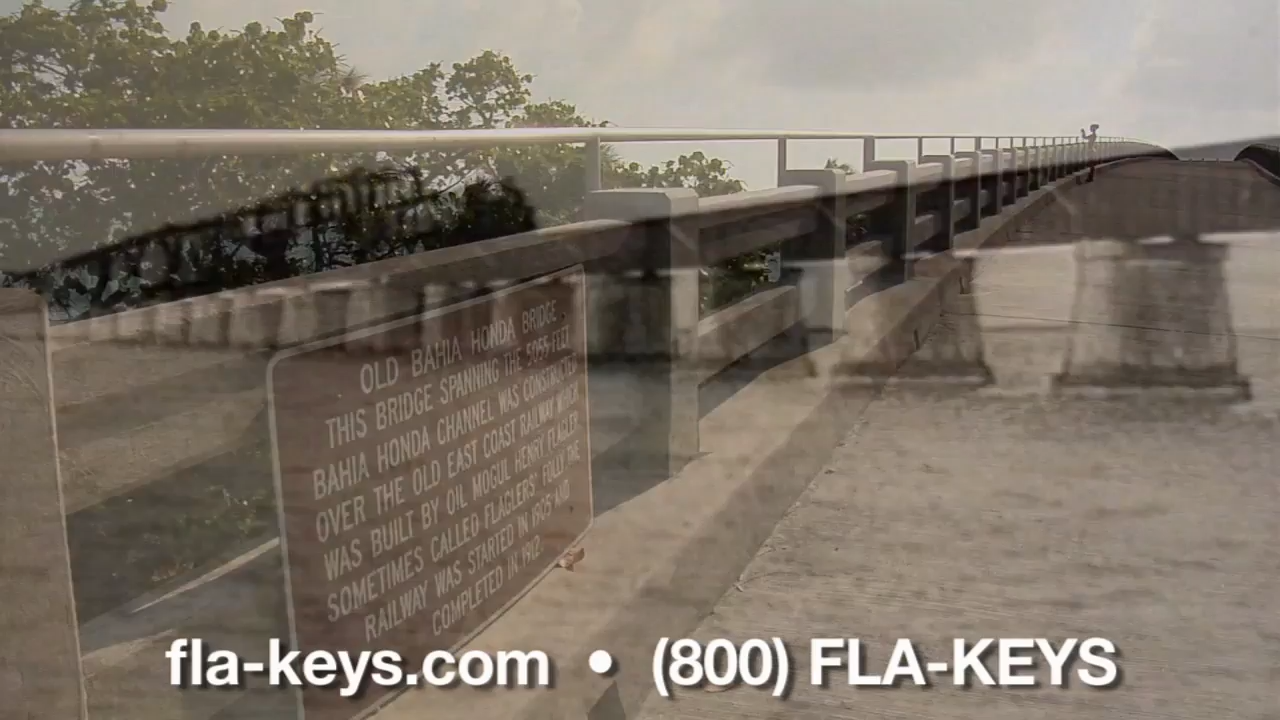 OLD BAHIA HONDA BRIDGE
THIS BRIDGE SPANNING THE 5055 FEET
BAHIA HONDA CHANNEL WAS CONSTRUCTED
OVER THE OLD EAST COAST RAILWAY WHICH
WAS BUILT BY OIL MOGUL HENRY FLAGLER.
SOMETIMES CALLED FLAGLERS' FOLLY THE
RAILWAY WAS STARTED IN 1905 AND
COMPLETED IN 1912.
fla-keys.com • (800) FLA-KEYS